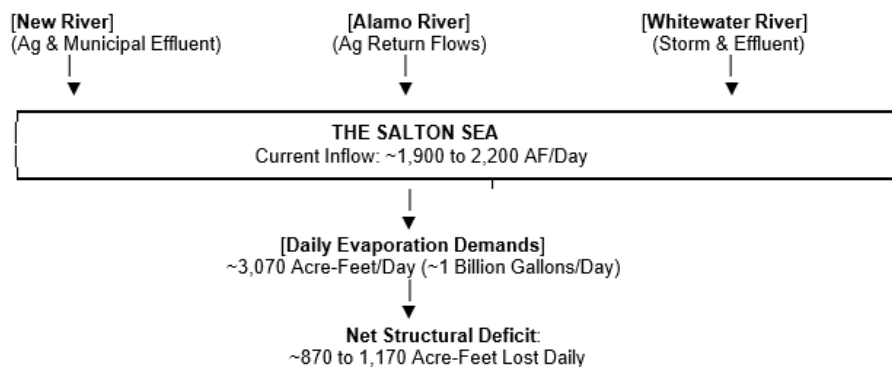 [New River]
(Ag & Municipal Effluent)
[Alamo River]
(Ag Return Flows)
[Whitewater River]
(Storm & Effluent)
THE SALTON SEA
Current Inflow: ~1,900 to 2,200 AF/Day
[Daily Evaporation Demands]
~3,070 Acre-Feet/Day (~1 Billion Gallons/Day)
Net Structural Deficit:
~870 to 1,170 Acre-Feet Lost Daily